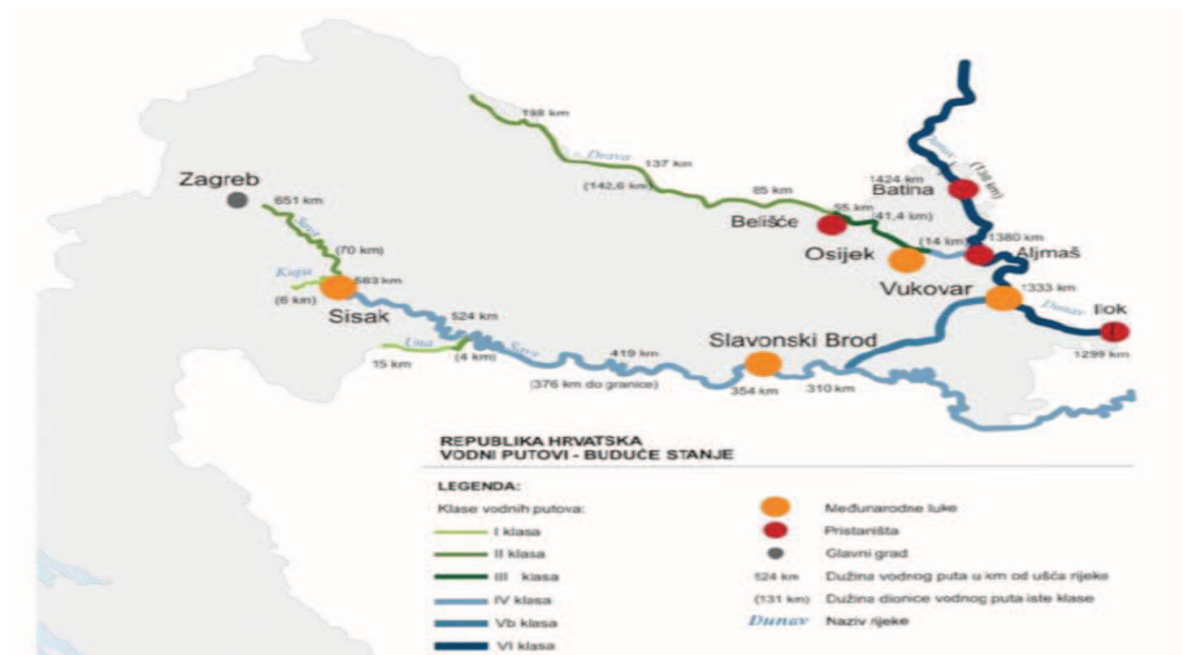 198 km
Drava
137 km
(142,6 km)
85 km
55 km
(41,4 km)
(14 km)
Dunav
(138 km)
1424 km
Batina
Zagreb
651 km
Sava
(70 km)
Kupa
(6 km)
583 km
Sisak
Belišće
Osijek
1380 km
Aljmaš
Vukovar
1333 km
Dunav
Ilok
1299 km
524 km
Una
(4 km)
15 km
Sava
419 km
(376 km do granice)
Slavonski Brod
354 km
310 km
REPUBLIKA HRVATSKA
VODNI PUTOVI - BUDUĆE STANJE
LEGENDA:
Klase vodnih putova:
I klasa
II klasa
III klasa
IV klasa
Vb klasa
VI klasa
Međunarodne luke
Pristaništa
Glavni grad
524 km Dužina vodnog puta u km od ušća rijeke
(131 km) Dužina dionice vodnog puta iste klase
Dunav Naziv rijeke